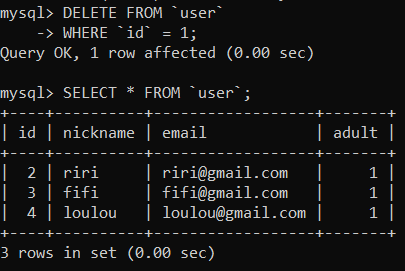 mysql> DELETE FROM `user`
    -> WHERE `id` = 1;
Query OK, 1 row affected (0.00 sec)

mysql> SELECT * FROM `user`;
+----+----------+------------------+-------+
| id | nickname | email            | adult |
+----+----------+------------------+-------+
|  2 | riri     | riri@gmail.com   |     1 |
|  3 | fifi     | fifi@gmail.com   |     1 |
|  4 | loulou   | loulou@gmail.com |     1 |
+----+----------+------------------+-------+
3 rows in set (0.00 sec)